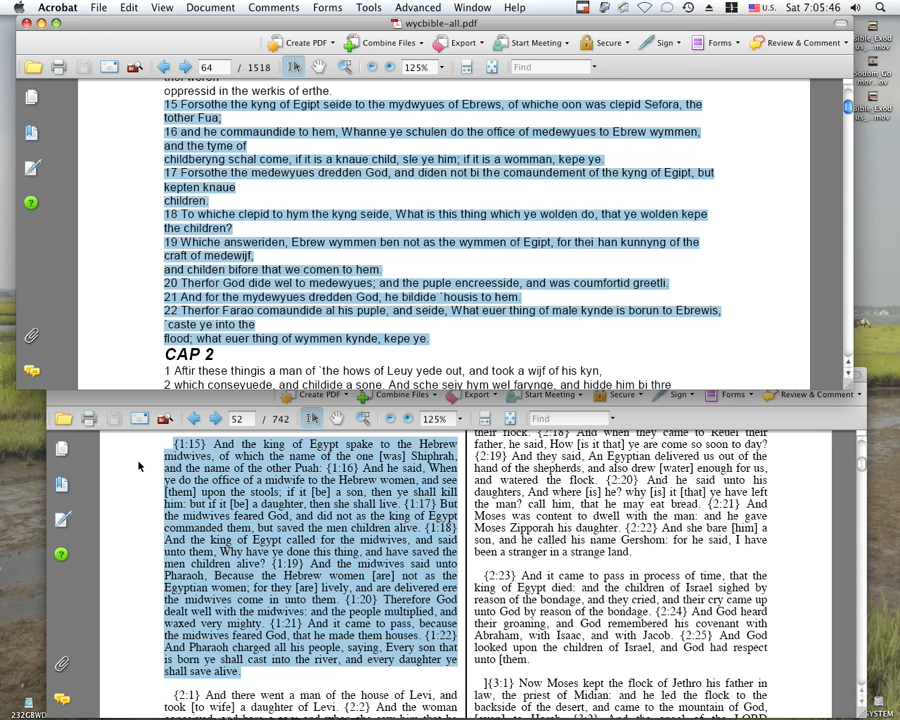 Acrobat File Edit View Document Comments Forms Tools Advanced Window Help U.S. Sat 7:05:46
wycbible-all.pdf
Create PDF Combine Files Export Start Meeting Secure Sign Forms Review & Comment
64 / 1518 125% Find
oppressid in the werkis of erthe.
15 Forsothe the kyng of Egipt seide to the mydwyues of Ebrews, of whiche oon was clepid Sefora, the
tother Fua;
16 and he commaundide to hem, Whanne ye schulen do the office of medewyues to Ebrew wymmen,
and the tyme of
childberyng schal come, if it is a knaue child, sle ye him; if it is a womman, kepe ye.
17 Forsothe the medewyues dredden God, and diden not bi the comaundement of the kyng of Egipt, but
kepten knaue
children.
18 To whiche clepid to hym the kyng seide, What is this thing which ye wolden do, that ye wolden kepe
the children?
19 Whiche answeriden, Ebrew wymmen ben not as the wymmen of Egipt, for thei han kunnyng of the
craft of medewijf,
and childen bifore that we comen to hem.
20 Therfor God dide wel to medewyues; and the puple encreesside, and was coumfortid greetli.
21 And for the mydewyues dredden God, he bildide `housis to hem.
22 Therfor Farao comaundide al his puple, and seide, What euer thing of male kynde is borun to Ebrewis,
`caste ye into the
flood; what euer thing of wymmen kynde, kepe ye.
CAP 2
1 Aftir these thingis a man of `the hows of Leuy yede out, and took a wijf of his kyn,
2 which conseyuede, and childide a sone. And sche seiy hym wel farynge, and hidde him bi thre
Create PDF Combine Files Export Start Meeting Secure Sign Forms Review & Comment
52 / 742 125% Find
{1:15} And the king of Egypt spake to the Hebrew
midwives, of which the name of the one [was] Shiphrah,
and the name of the other Puah: {1:16} And he said, When
ye do the office of a midwife to the Hebrew women, and see
[them] upon the stools; if it [be] a son, then ye shall kill
him: but if it [be] a daughter, then she shall live. {1:17} But
the midwives feared God, and did not as the king of Egypt
commanded them, but saved the men children alive. {1:18}
And the king of Egypt called for the midwives, and said
unto them, Why have ye done this thing, and have saved the
men children alive? {1:19} And the midwives said unto
Pharaoh, Because the Hebrew women [are] not as the
Egyptian women; for they [are] lively, and are delivered ere
the midwives come in unto them. {1:20} Therefore God
dealt well with the midwives: and the people multiplied, and
waxed very mighty. {1:21} And it came to pass, because
the midwives feared God, that he made them houses. {1:22}
And Pharaoh charged all his people, saying, Every son that
is born ye shall cast into the river, and every daughter ye
shall save alive.
{2:1} And there went a man of the house of Levi, and
took [to wife] a daughter of Levi. {2:2} And the woman
their flock. {2:18} And when they came to Reuel their
father, he said, How [is it that] ye are come so soon to day?
{2:19} And they said, An Egyptian delivered us out of the
hand of the shepherds, and also drew [water] enough for us,
and watered the flock. {2:20} And he said unto his
daughters, And where [is] he? why [is] it [that] ye have left
the man? call him, that he may eat bread. {2:21} And
Moses was content to dwell with the man: and he gave
Moses Zipporah his daughter. {2:22} And she bare [him] a
son, and he called his name Gershom: for he said, I have
been a stranger in a strange land.
{2:23} And it came to pass in process of time, that the
king of Egypt died: and the children of Israel sighed by
reason of the bondage, and they cried, and their cry came up
unto God by reason of the bondage. {2:24} And God heard
their groaning, and God remembered his covenant with
Abraham, with Isaac, and with Jacob. {2:25} And God
looked upon the children of Israel, and God had respect
unto [them.
]{3:1} Now Moses kept the flock of Jethro his father in
law, the priest of Midian: and he led the flock to the
backside of the desert, and came to the mountain of God,
232GBWD